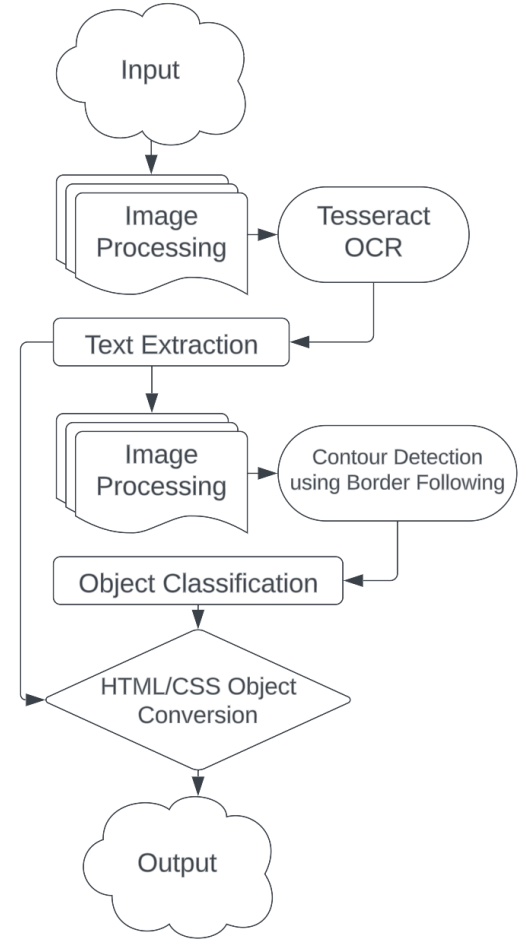 Input
Image
Processing
Tesseract
OCR
Text Extraction
Image
Processing
Contour Detection
using Border Following
Object Classification
HTML/CSS Object
Conversion
Output